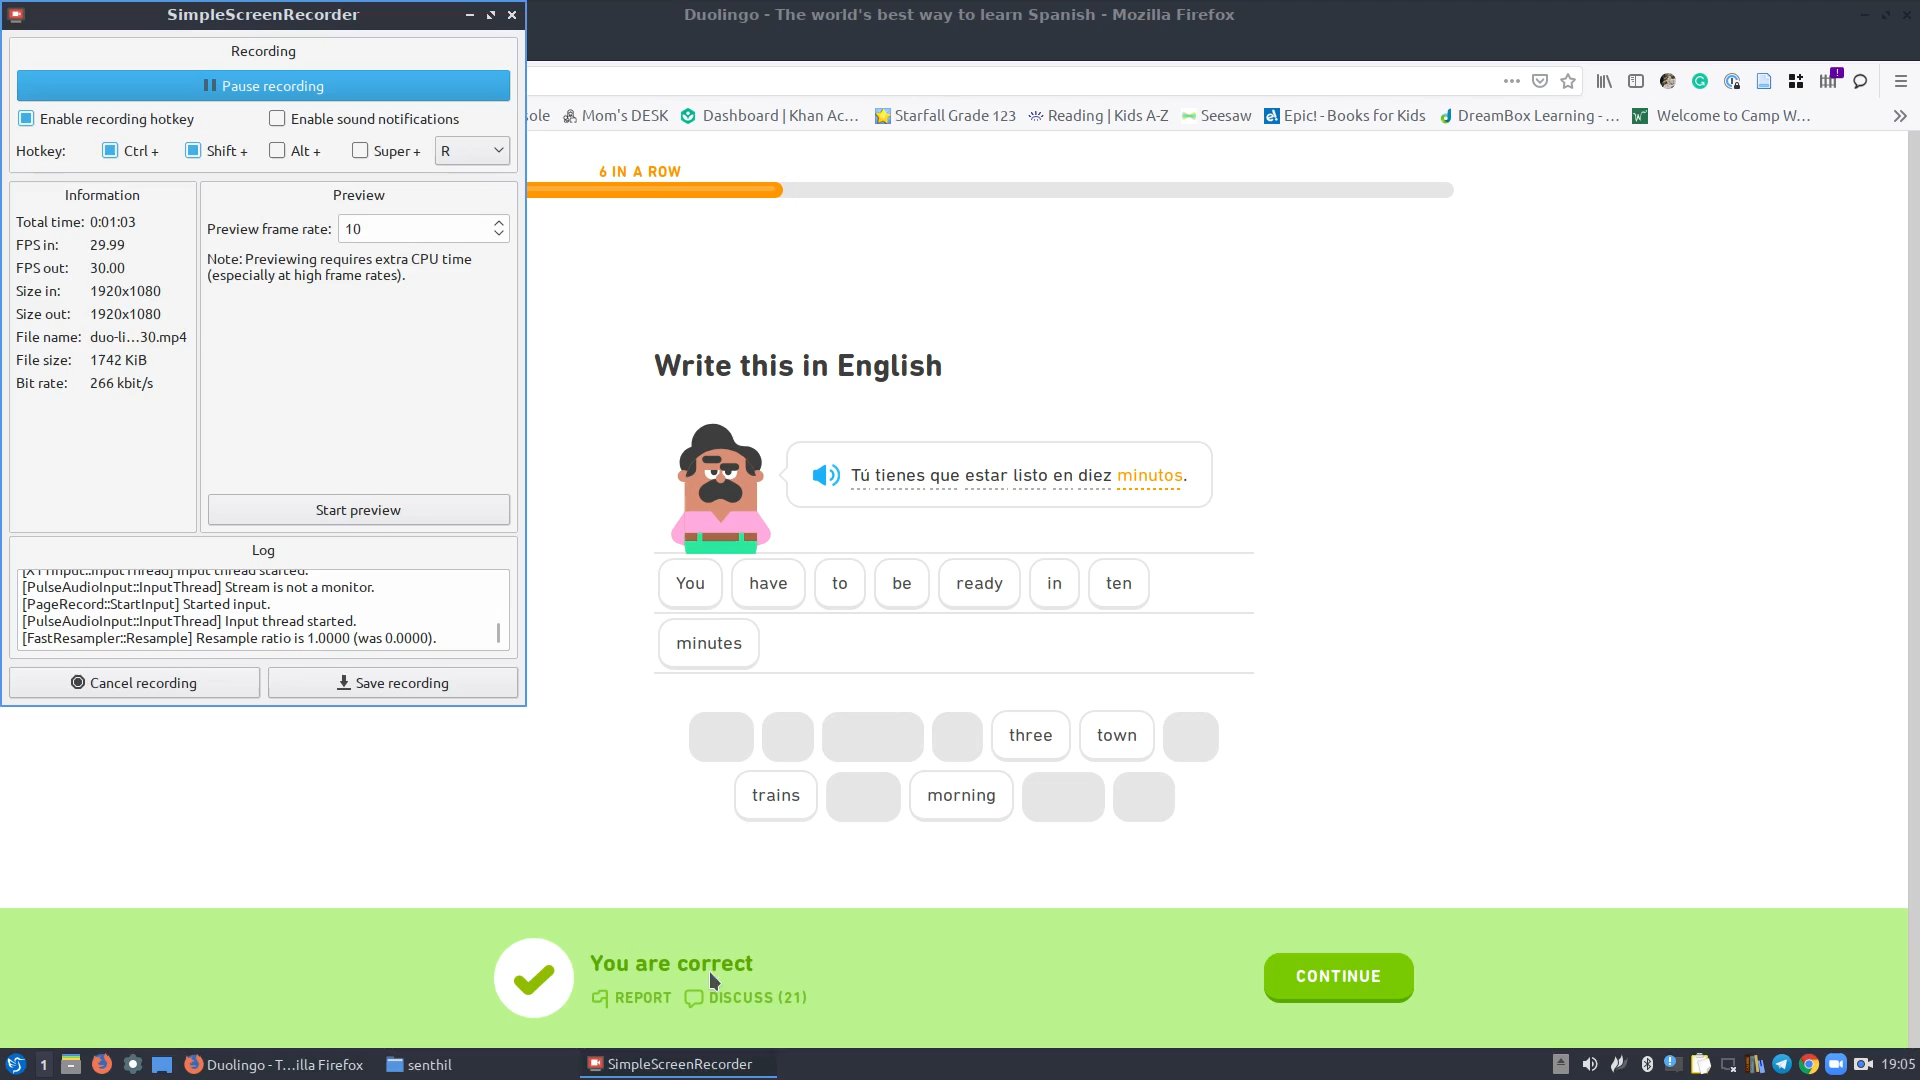 SimpleScreenRecorder
Duolingo - The world's best way to learn Spanish - Mozilla Firefox
Recording
Pause recording
Enable recording hotkey
Enable sound notifications
Hotkey: Ctrl + Shift + Alt + Super + R
Information
Total time: 0:01:03
FPS in: 29.99
FPS out: 30.00
Size in: 1920x1080
Size out: 1920x1080
File name: duo-li...30.mp4
File size: 1742 KiB
Bit rate: 266 kbit/s
Preview
Preview frame rate: 10
Note: Previewing requires extra CPU time
(especially at high frame rates).
Start preview
Log
[X11Input::InputThread] Input thread started.
[PulseAudioInput::InputThread] Stream is not a monitor.
[PageRecord::StartInput] Started input.
[PulseAudioInput::InputThread] Input thread started.
[FastResampler::Resample] Resample ratio is 1.0000 (was 0.0000).
Cancel recording
Save recording
ole Mom's DESK Dashboard | Khan Ac... Starfall Grade 123 Reading | Kids A-Z Seesaw Epic! - Books for Kids DreamBox Learning - ... Welcome to Camp W...
6 IN A ROW
Write this in English
Tú tienes que estar listo en diez minutos.
You have to be ready in ten
minutes
three town
trains morning
You are correct
REPORT DISCUSS (21)
CONTINUE
1 Duolingo - T...illa Firefox senthil SimpleScreenRecorder 19:05